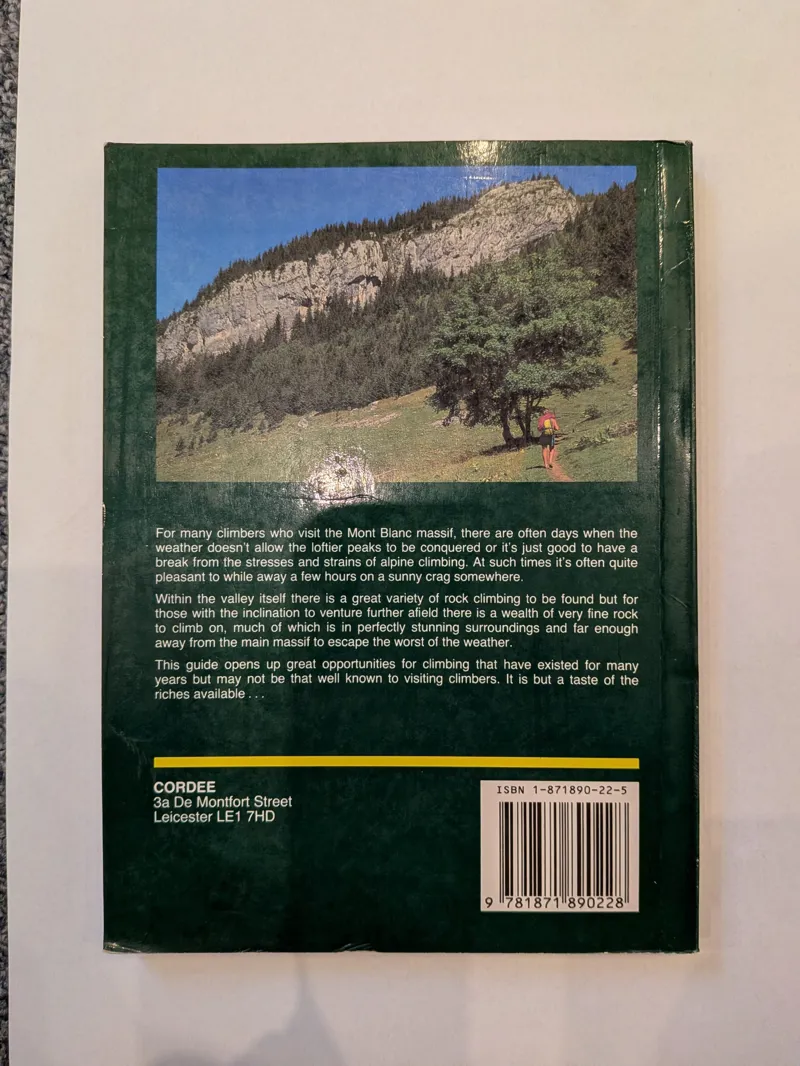 For many climbers who visit the Mont Blanc massif, there are often days when the
weather doesn't allow the loftier peaks to be conquered or it's just good to have a
break from the stresses and strains of alpine climbing. At such times it's often quite
pleasant to while away a few hours on a sunny crag somewhere.
Within the valley itself there is a great variety of rock climbing to be found but for
those with the inclination to venture further afield there is a wealth of very fine rock
to climb on, much of which is in perfectly stunning surroundings and far enough
away from the main massif to escape the worst of the weather.
This guide opens up great opportunities for climbing that have existed for many
years but may not be that well known to visiting climbers. It is but a taste of the
riches available . . .
CORDEE
3a De Montfort Street
Leicester LE1 7HD
ISBN 1-871890-22-5
9 781871 890228